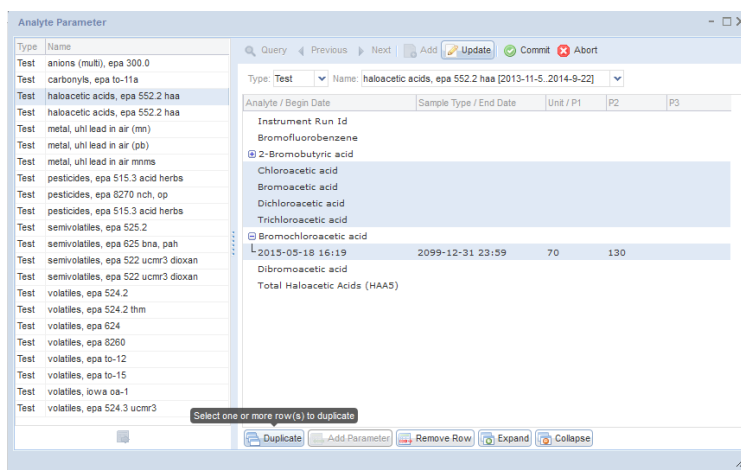 Analyte Parameter
Type Name
Test anions (multi), epa 300.0
Test carbonyls, epa to-11a
Test haloacetic acids, epa 552.2 haa
Test haloacetic acids, epa 552.2 haa
Test metal, uhl lead in air (mn)
Test metal, uhl lead in air (pb)
Test metal, uhl lead in air mnms
Test pesticides, epa 515.3 acid herbs
Test pesticides, epa 8270 nch, op
Test pesticides, epa 515.3 acid herbs
Test semivolatiles, epa 525.2
Test semivolatiles, epa 625 bna, pah
Test semivolatiles, epa 522 ucmr3 dioxan
Test semivolatiles, epa 522 ucmr3 dioxan
Test volatiles, epa 524.2
Test volatiles, epa 524.2 thm
Test volatiles, epa 624
Test volatiles, epa 8260
Test volatiles, epa to-12
Test volatiles, epa to-15
Test volatiles, iowa oa-1
Test volatiles, epa 524.3 ucmr3
Query Previous Next Add Update Commit Abort
Type: Test Name: haloacetic acids, epa 552.2 haa [2013-11-5..2014-9-22]
Analyte / Begin Date Sample Type / End Date Unit / P1 P2 P3
Instrument Run Id
Bromofluorobenzene
2-Bromobutyric acid
Chloroacetic acid
Bromoacetic acid
Dichloroacetic acid
Trichloroacetic acid
Bromochloroacetic acid
2015-05-18 16:19 2099-12-31 23:59 70 130
Dibromoacetic acid
Total Haloacetic Acids (HAA5)
Select one or more row(s) to duplicate
Duplicate Add Parameter Remove Row Expand Collapse